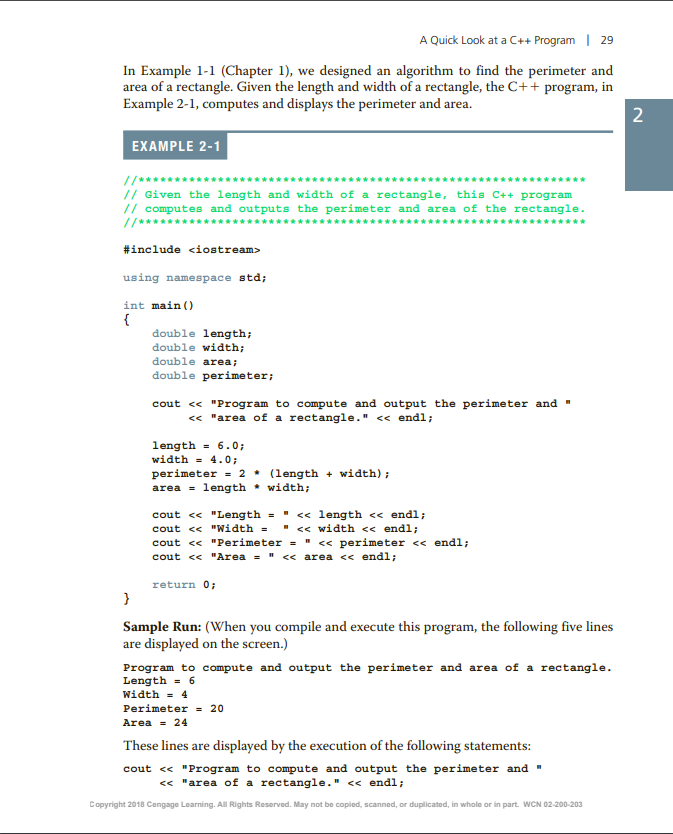 A Quick Look at a C++ Program | 29
In Example 1-1 (Chapter 1), we designed an algorithm to find the perimeter and
area of a rectangle. Given the length and width of a rectangle, the C++ program, in
Example 2-1, computes and displays the perimeter and area.
2
EXAMPLE 2-1
//**************************************************************
// Given the length and width of a rectangle, this C++ program
// computes and outputs the perimeter and area of the rectangle.
//**************************************************************
#include <iostream>
using namespace std;
int main()
{
    double length;
    double width;
    double area;
    double perimeter;
    cout << "Program to compute and output the perimeter and "
         << "area of a rectangle." << endl;
    length = 6.0;
    width = 4.0;
    perimeter = 2 * (length + width);
    area = length * width;
    cout << "Length = " << length << endl;
    cout << "Width =  " << width << endl;
    cout << "Perimeter = " << perimeter << endl;
    cout << "Area = " << area << endl;
    return 0;
}
Sample Run: (When you compile and execute this program, the following five lines
are displayed on the screen.)
Program to compute and output the perimeter and area of a rectangle.
Length = 6
Width = 4
Perimeter = 20
Area = 24
These lines are displayed by the execution of the following statements:
cout << "Program to compute and output the perimeter and "
     << "area of a rectangle." << endl;
Copyright 2018 Cengage Learning. All Rights Reserved. May not be copied, scanned, or duplicated, in whole or in part. WCN 02-200-203